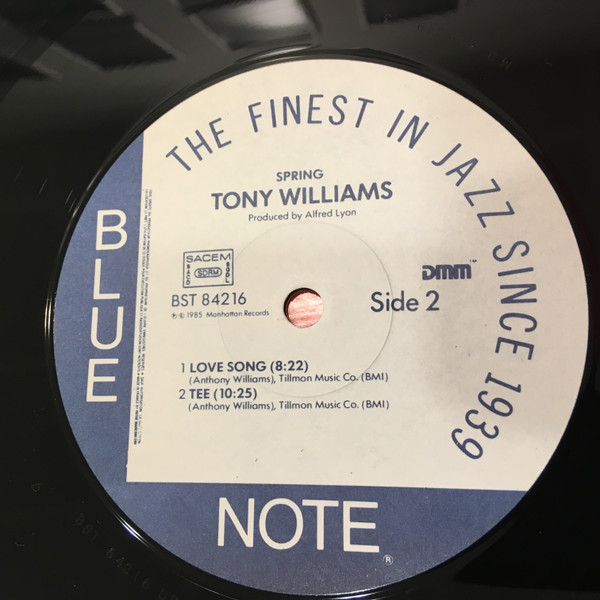 THE FINEST IN JAZZ SINCE 1939
SPRING
TONY WILLIAMS
Produced by Alfred Lyon
SACEM
SDRM
DMM™
BST 84216
Side 2
℗ © 1985 Manhattan Records
1 LOVE SONG (8:22)
(Anthony Williams), Tillmon Music Co. (BMI)
2 TEE (10:25)
(Anthony Williams), Tillmon Music Co. (BMI)
BLUE
NOTE®